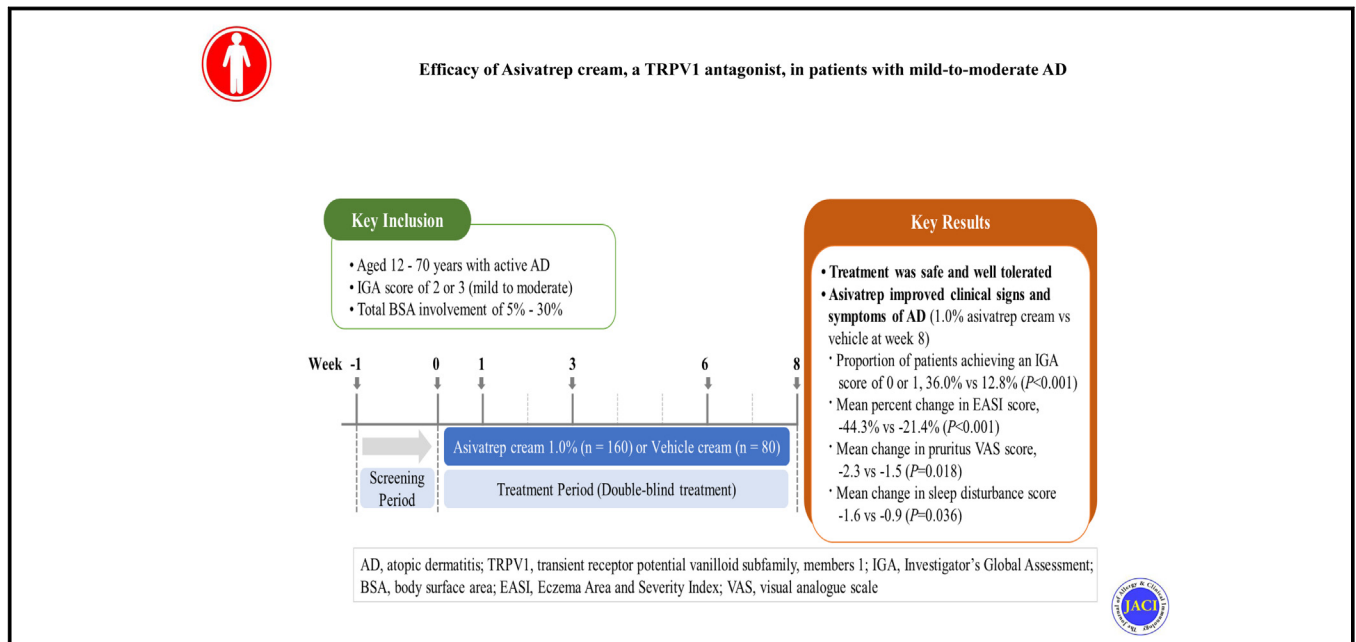 Efficacy of Asivatrep cream, a TRPV1 antagonist, in patients with mild-to-moderate AD
Key Inclusion
• Aged 12 - 70 years with active AD
• IGA score of 2 or 3 (mild to moderate)
• Total BSA involvement of 5% - 30%
Week -1 0 1 3 6 8
Asivatrep cream 1.0% (n = 160) or Vehicle cream (n = 80)
Screening
Period
Treatment Period (Double-blind treatment)
Key Results
• Treatment was safe and well tolerated
• Asivatrep improved clinical signs and
symptoms of AD (1.0% asivatrep cream vs
vehicle at week 8)
· Proportion of patients achieving an IGA
score of 0 or 1, 36.0% vs 12.8% (P<0.001)
· Mean percent change in EASI score,
-44.3% vs -21.4% (P<0.001)
· Mean change in pruritus VAS score,
-2.3 vs -1.5 (P=0.018)
· Mean change in sleep disturbance score
-1.6 vs -0.9 (P=0.036)
AD, atopic dermatitis; TRPV1, transient receptor potential vanilloid subfamily, members 1; IGA, Investigator's Global Assessment;
BSA, body surface area; EASI, Eczema Area and Severity Index; VAS, visual analogue scale
The Journal of Allergy & Clinical Immunology
JACI